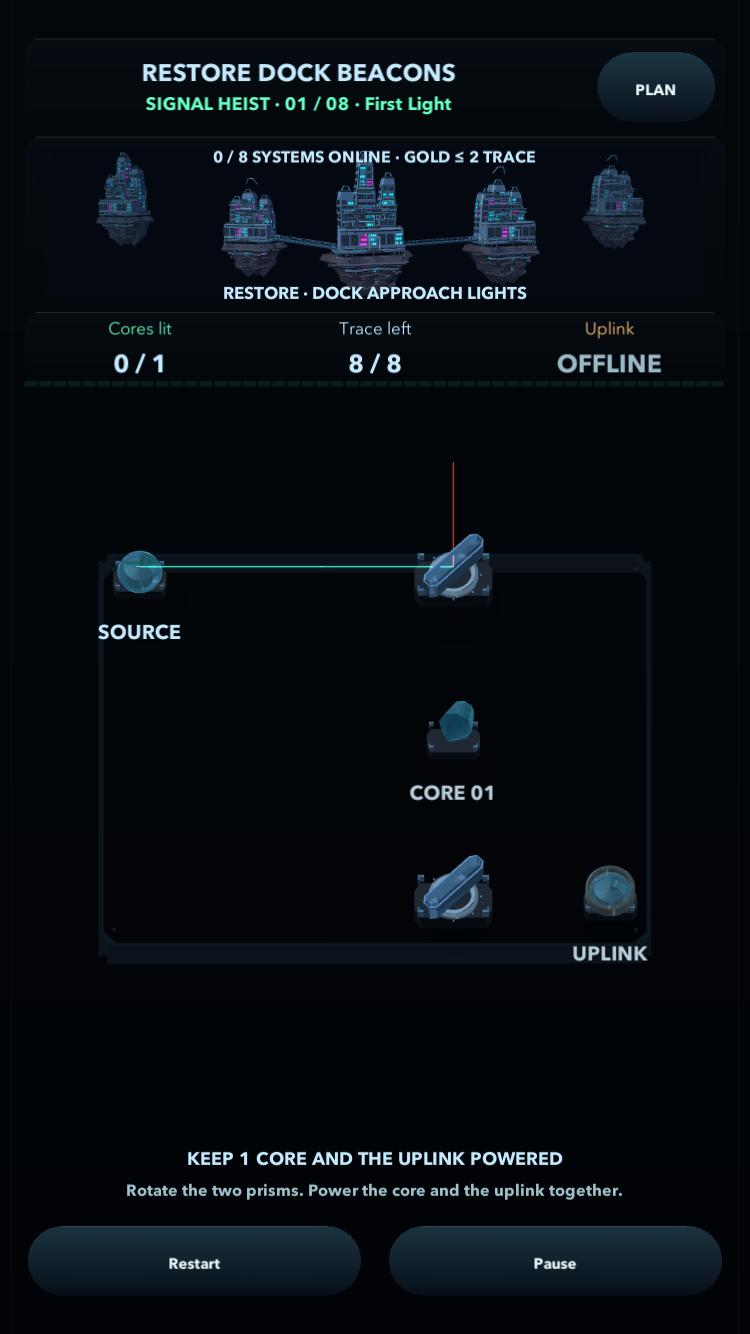 RESTORE DOCK BEACONS
SIGNAL HEIST · 01 / 08 · First Light
PLAN
0 / 8 SYSTEMS ONLINE · GOLD ≤ 2 TRACE
RESTORE · DOCK APPROACH LIGHTS
Cores lit
Trace left
Uplink
0 / 1
8 / 8
OFFLINE
SOURCE
CORE 01
UPLINK
KEEP 1 CORE AND THE UPLINK POWERED
Rotate the two prisms. Power the core and the uplink together.
Restart
Pause